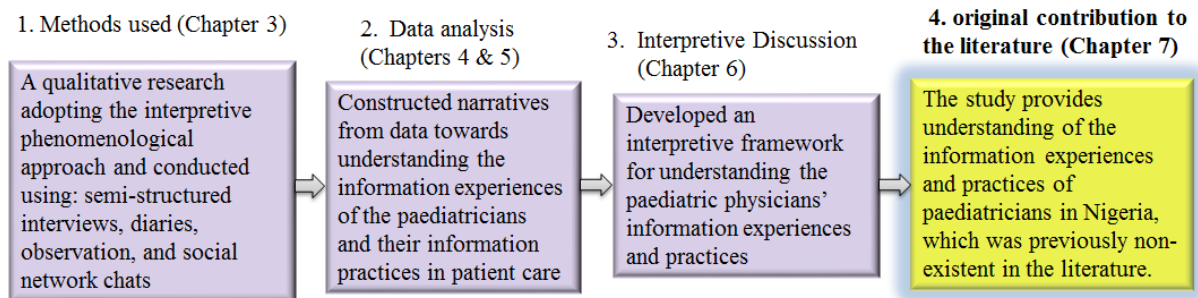 1. Methods used (Chapter 3)
A qualitative research
adopting the interpretive
phenomenological
approach and conducted
using: semi-structured
interviews, diaries,
observation, and social
network chats
2. Data analysis
(Chapters 4 & 5)
Constructed narratives
from data towards
understanding the
information experiences
of the paediatricians
and their information
practices in patient care
3. Interpretive Discussion
(Chapter 6)
Developed an
interpretive framework
for understanding the
paediatric physicians’
information experiences
and practices
4. original contribution to
the literature (Chapter 7)
The study provides
understanding of the
information experiences
and practices of
paediatricians in Nigeria,
which was previously non-
existent in the literature.